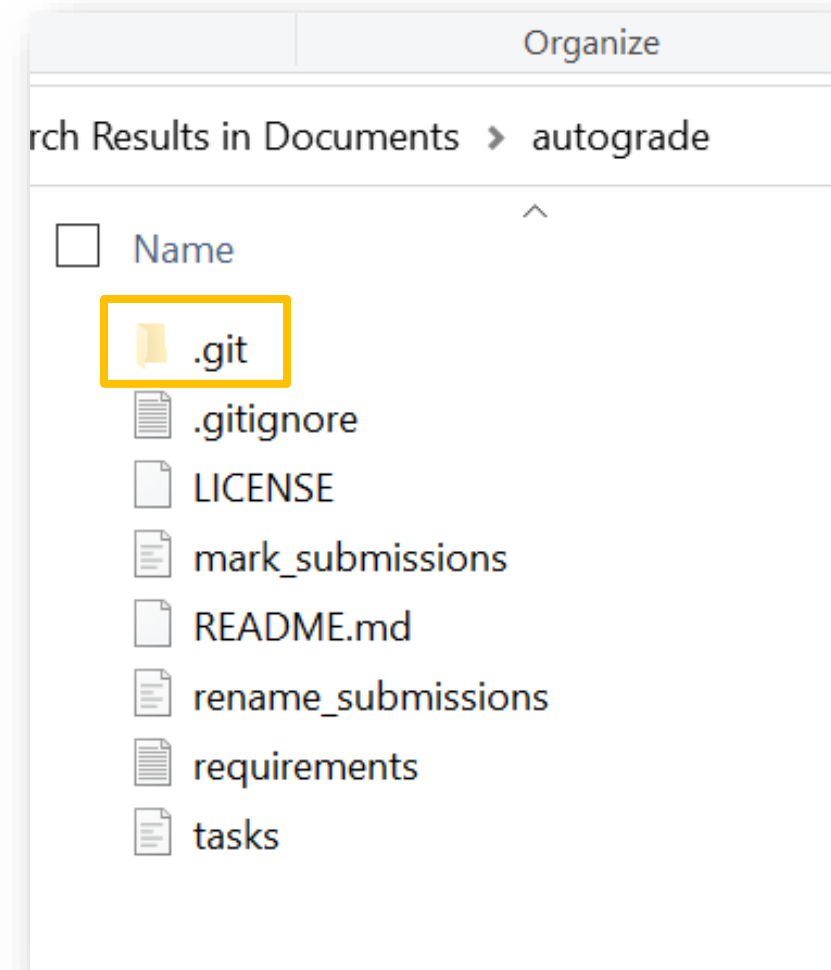 Organize
rch Results in Documents > autograde
Name
.git
.gitignore
LICENSE
mark_submissions
README.md
rename_submissions
requirements
tasks